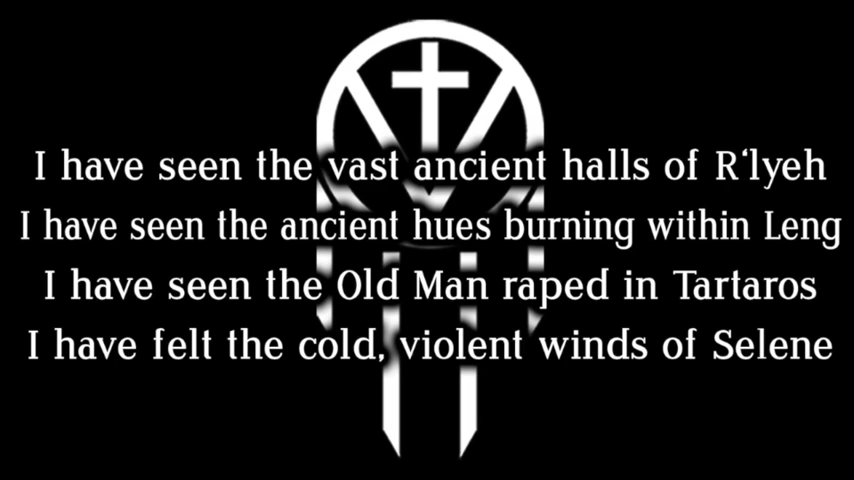 I have seen the vast ancient halls of R‘lyeh
I have seen the ancient hues burning within Leng
I have seen the Old Man raped in Tartaros
I have felt the cold, violent winds of Selene